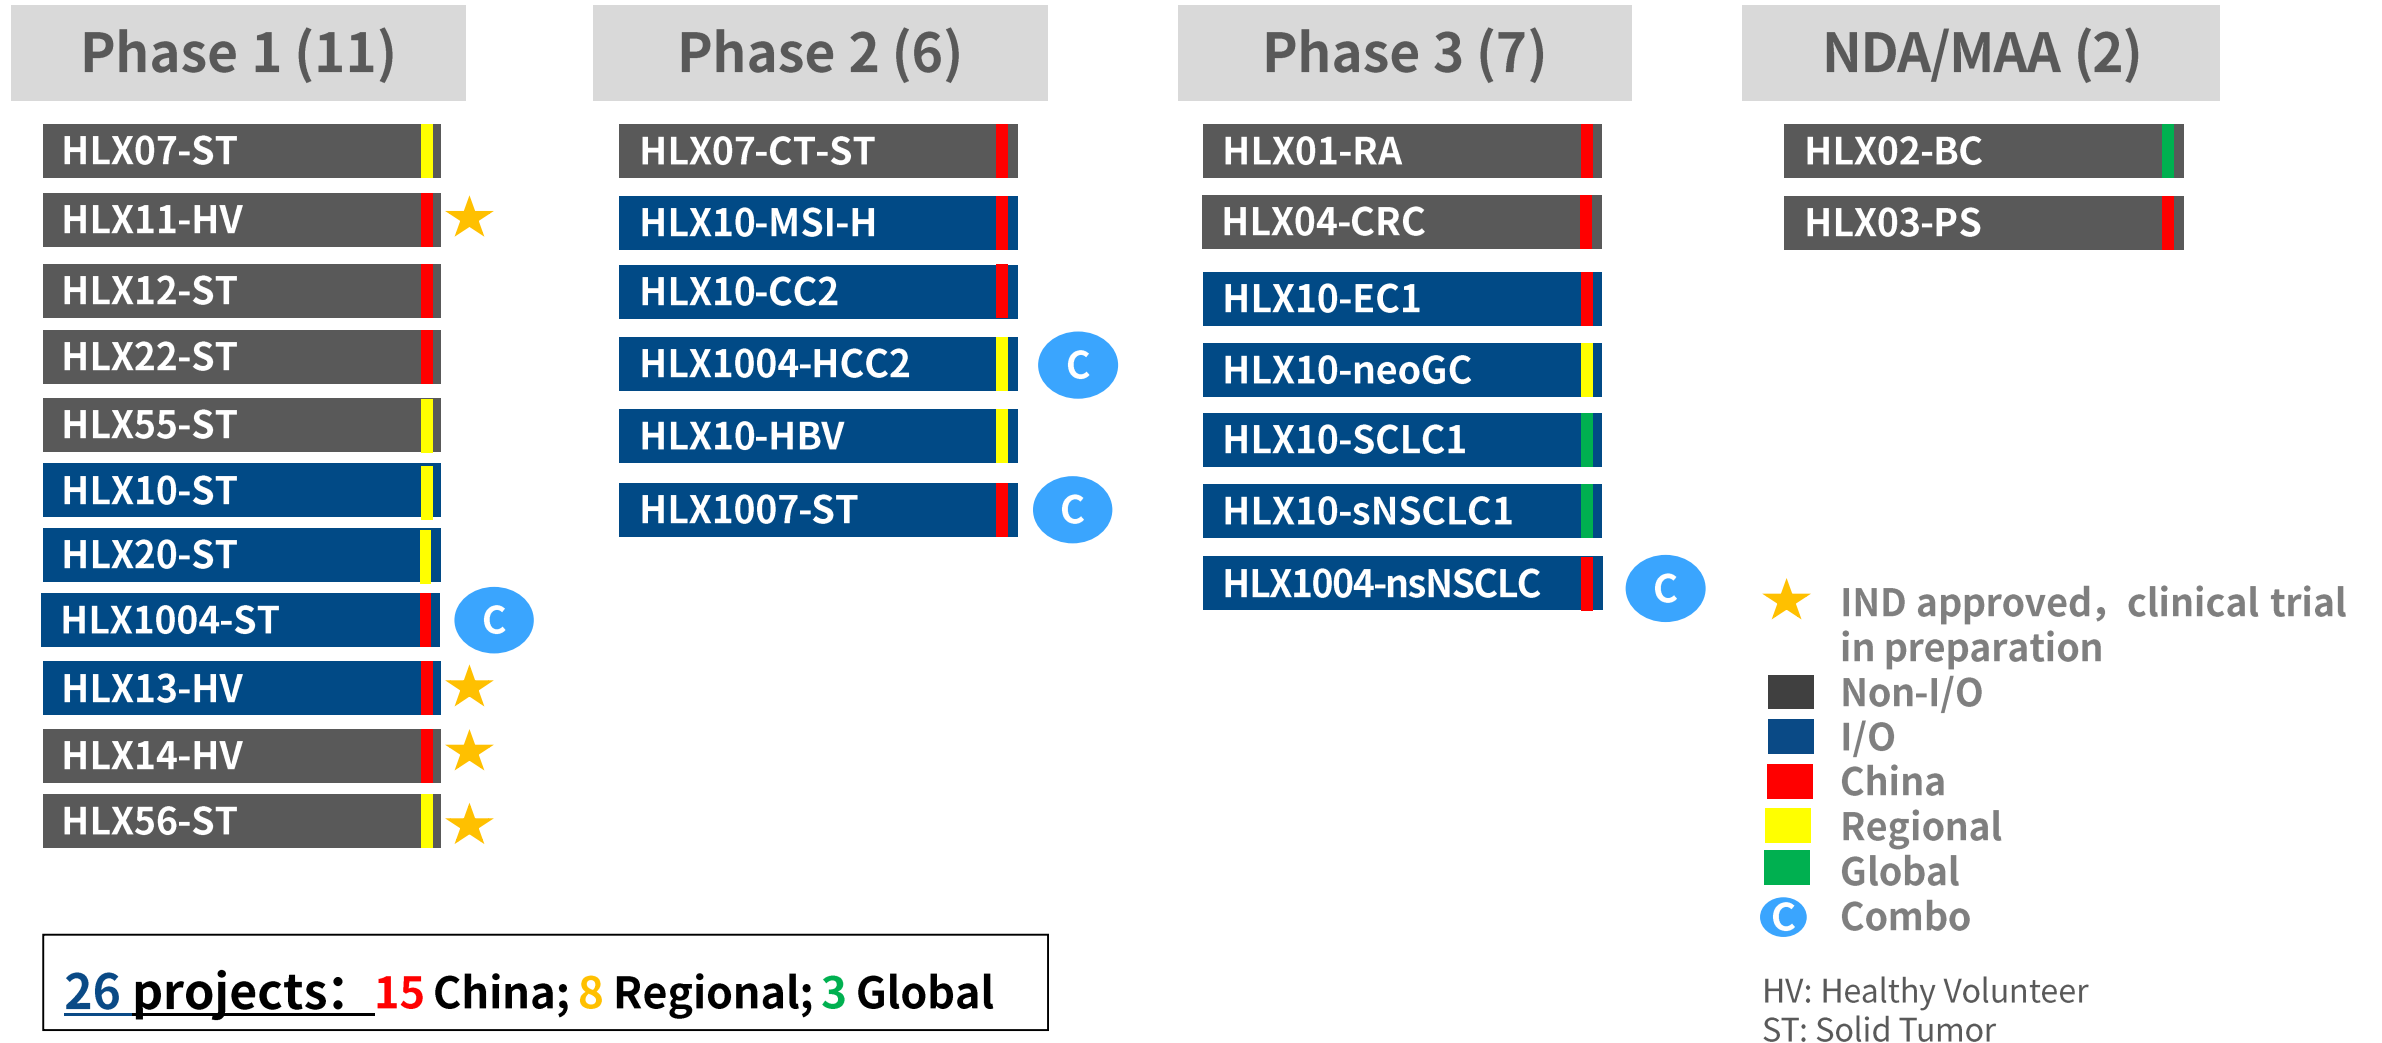 Phase 1 (11)
HLX07-ST
HLX11-HV
HLX12-ST
HLX22-ST
HLX55-ST
HLX10-ST
HLX20-ST
HLX1004-ST
C
HLX13-HV
HLX14-HV
HLX56-ST
Phase 2 (6)
HLX07-CT-ST
HLX10-MSI-H
HLX10-CC2
HLX1004-HCC2
C
HLX10-HBV
HLX1007-ST
C
Phase 3 (7)
HLX01-RA
HLX04-CRC
HLX10-EC1
HLX10-neoGC
HLX10-SCLC1
HLX10-sNSCLC1
HLX1004-nsNSCLC
C
NDA/MAA (2)
HLX02-BC
HLX03-PS
IND approved，clinical trial
in preparation
Non-I/O
I/O
China
Regional
Global
C Combo
HV: Healthy Volunteer
ST: Solid Tumor
26 projects：15 China; 8 Regional; 3 Global